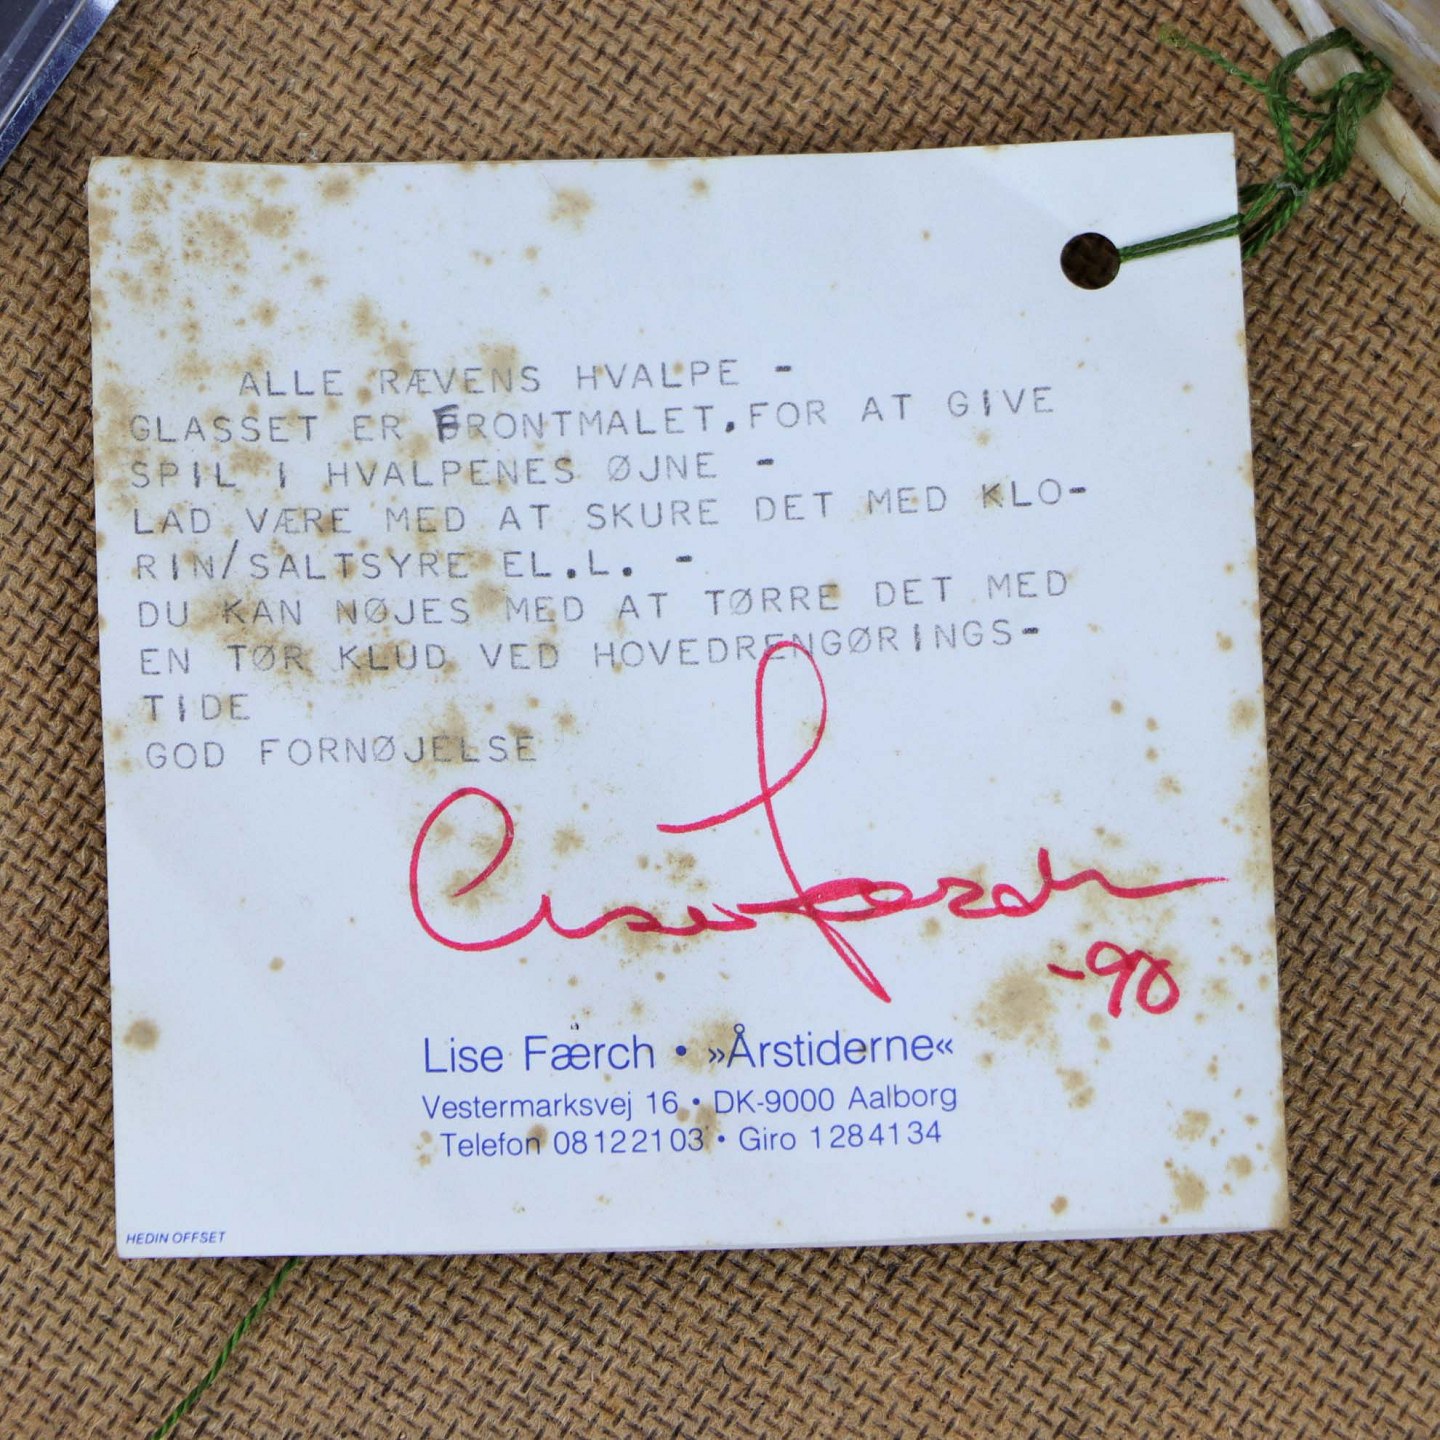 ALLE RÆVENS HVALPE -
GLASSET ER FRONTMALET.FOR AT GIVE
SPIL I HVALPENES ØJNE -
LAD VÆRE MED AT SKURE DET MED KLO-
RIN/SALTSYRE EL.L. -
DU KAN NØJES MED AT TØRRE DET MED
EN TØR KLUD VED HOVEDRENGØRINGS-
TIDE
GOD FORNØJELSE
Lise Færch
-90
Lise Færch • »Årstiderne«
Vestermarksvej 16 • DK-9000 Aalborg
Telefon 08122103 • Giro 1284134
HEDIN OFFSET